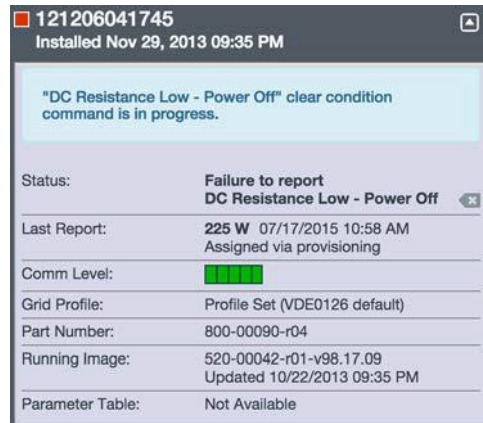 121206041745
Installed Nov 29, 2013 09:35 PM
"DC Resistance Low - Power Off" clear condition
command is in progress.
Status: Failure to report
DC Resistance Low - Power Off
Last Report: 225 W 07/17/2015 10:58 AM
Assigned via provisioning
Comm Level:
Grid Profile: Profile Set (VDE0126 default)
Part Number: 800-00090-r04
Running Image: 520-00042-r01-v98.17.09
Updated 10/22/2013 09:35 PM
Parameter Table: Not Available